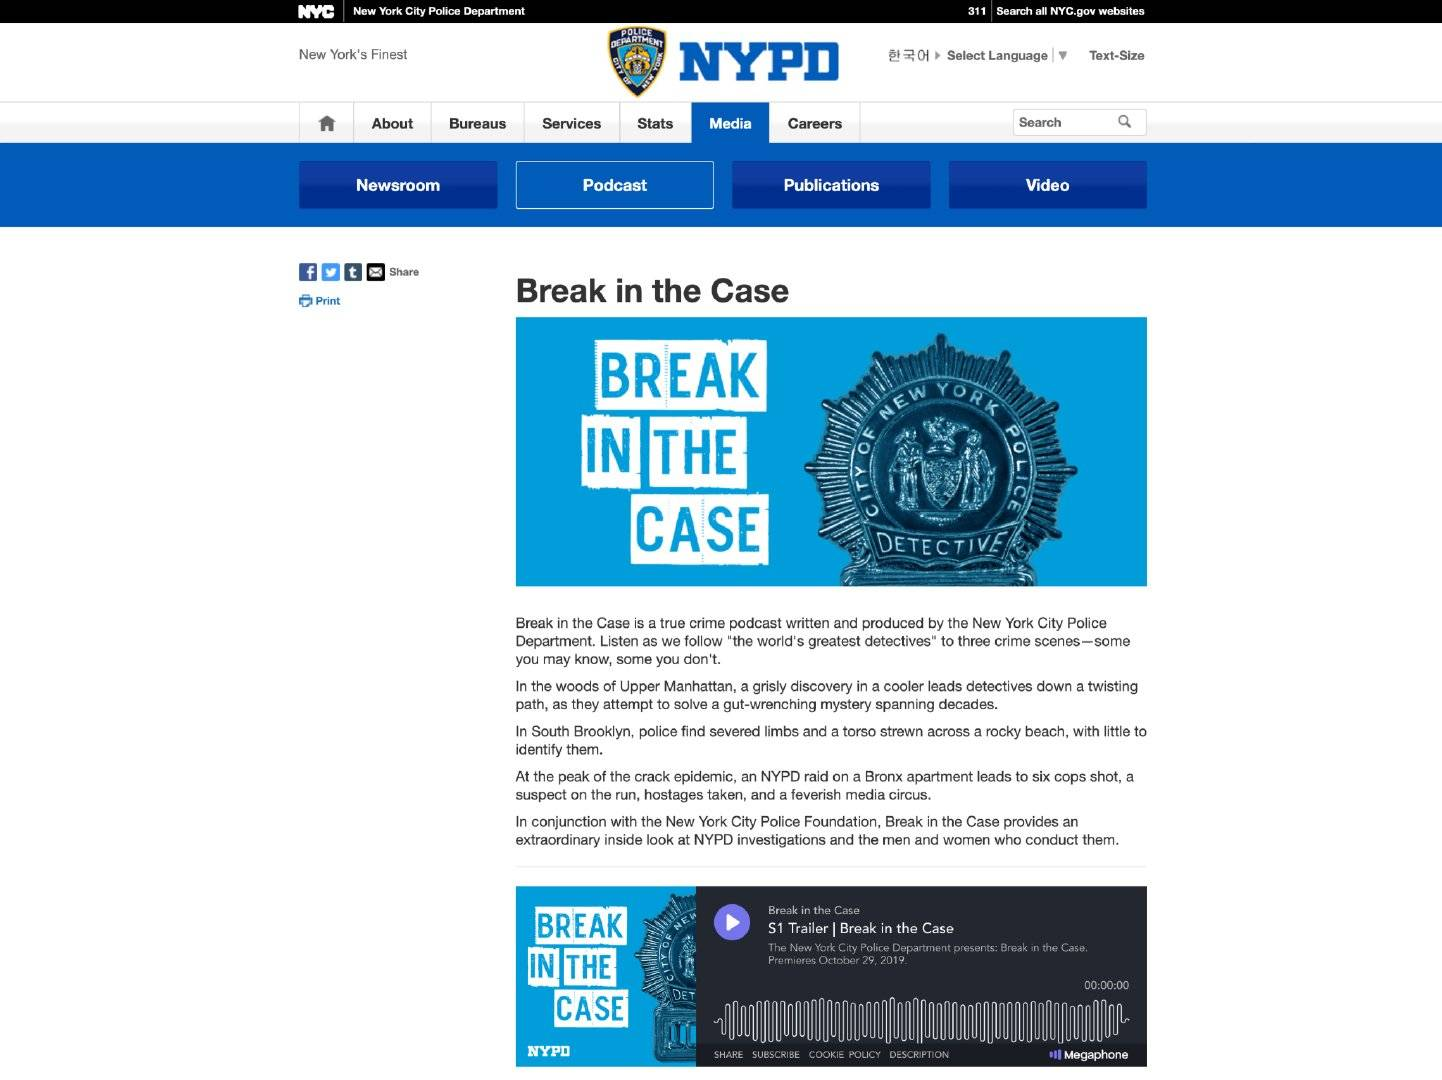 NYC
New York City Police Department
311
Search all NYC.gov websites
New York's Finest
POLICE
DEPARTMENT
CITY OF
NEW YORK
NYPD
한국어
Select Language
▼
Text-Size
About
Bureaus
Services
Stats
Media
Careers
Search
Newsroom
Podcast
Publications
Video
Share
Print
Break in the Case
BREAK
IN THE
CASE
CITY OF NEW YORK POLICE
DETECTIVE
Break in the Case is a true crime podcast written and produced by the New York City Police
Department. Listen as we follow "the world's greatest detectives" to three crime scenes—some
you may know, some you don't.
In the woods of Upper Manhattan, a grisly discovery in a cooler leads detectives down a twisting
path, as they attempt to solve a gut-wrenching mystery spanning decades.
In South Brooklyn, police find severed limbs and a torso strewn across a rocky beach, with little to
identify them.
At the peak of the crack epidemic, an NYPD raid on a Bronx apartment leads to six cops shot, a
suspect on the run, hostages taken, and a feverish media circus.
In conjunction with the New York City Police Foundation, Break in the Case provides an
extraordinary inside look at NYPD investigations and the men and women who conduct them.
BREAK
IN THE
CASE
CITY OF NEW
DET
NYPD
Break in the Case
S1 Trailer | Break in the Case
The New York City Police Department presents: Break in the Case.
Premieres October 29, 2019.
00:00:00
SHARE
SUBSCRIBE
COOKIE POLICY
DESCRIPTION
Megaphone